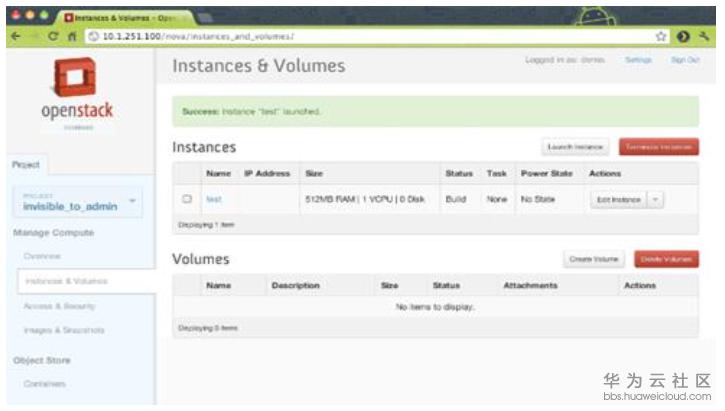 Instances & Volumes - Open
10.1.251.100/nova/instances_and_volumes/
openstack
DASHBOARD
Project
PROJECT
invisible_to_admin
Manage Compute
Overview
Instances & Volumes
Access & Security
Images & Snapshots
Object Store
Containers
Instances & Volumes
Logged in as: demo Settings Sign Out
Success: Instance "test" launched.
Instances Launch Instance Terminate Instances
Name IP Address Size Status Task Power State Actions
test 512MB RAM | 1 VCPU | 0 Disk Build None No State Edit Instance
Displaying 1 item
Volumes Create Volume Delete Volumes
Name Description Size Status Attachments Actions
No items to display.
Displaying 0 items
华为云社区
bbs.huaweicloud.com